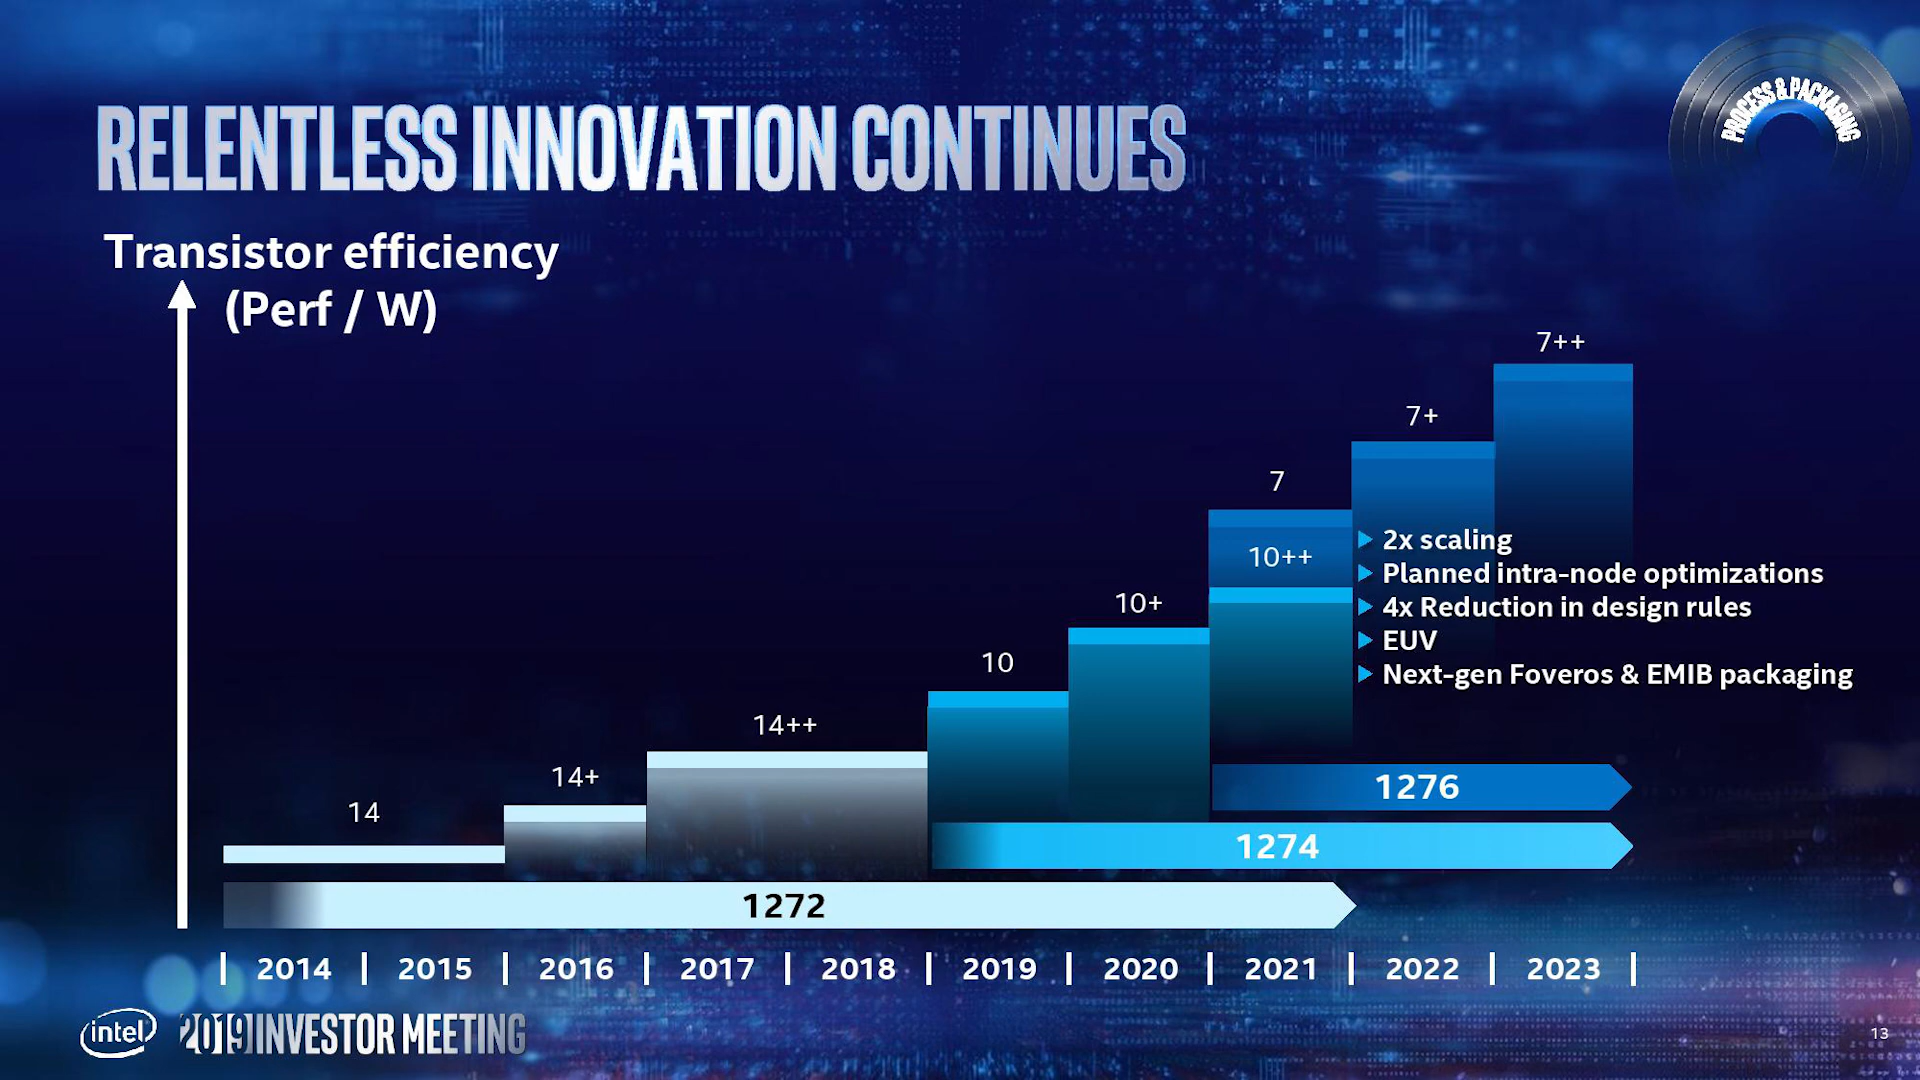 PROCESS & PACKAGING
RELENTLESS INNOVATION CONTINUES
Transistor efficiency
(Perf / W)
7++
7+
7
10++
10+
10
14++
14+
14
2x scaling
Planned intra-node optimizations
4x Reduction in design rules
EUV
Next-gen Foveros & EMIB packaging
1276
1274
1272
2014 2015 2016 2017 2018 2019 2020 2021 2022 2023
intel 2019 INVESTOR MEETING
13